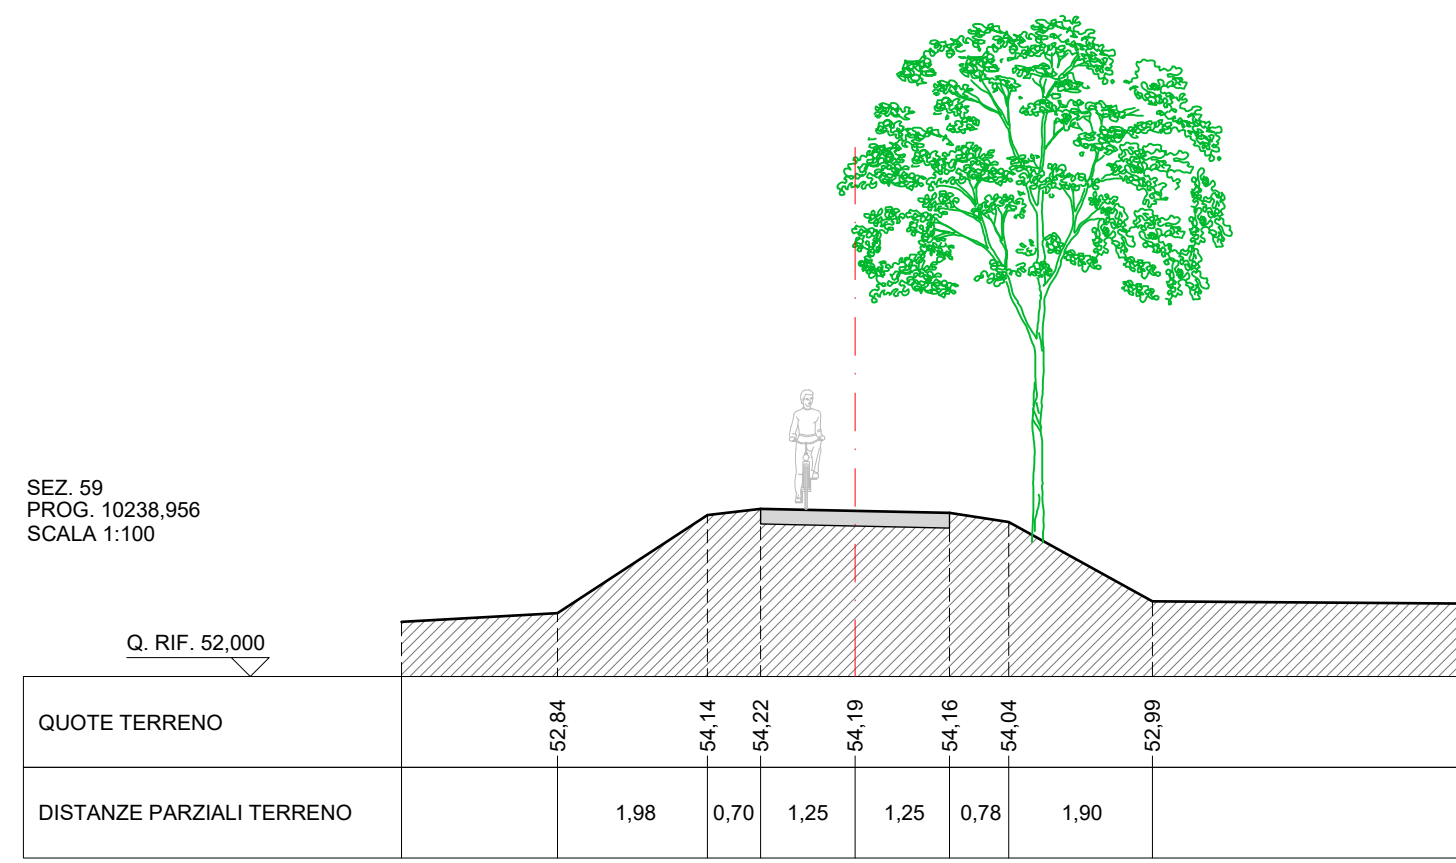 SEZ. 59
PROG. 10238,956
SCALA 1:100
Q. RIF. 52,000
QUOTE TERRENO 52,84 54,14 54,22 54,19 54,16 54,04 52,99
DISTANZE PARZIALI TERRENO 1,98 0,70 1,25 1,25 0,78 1,90